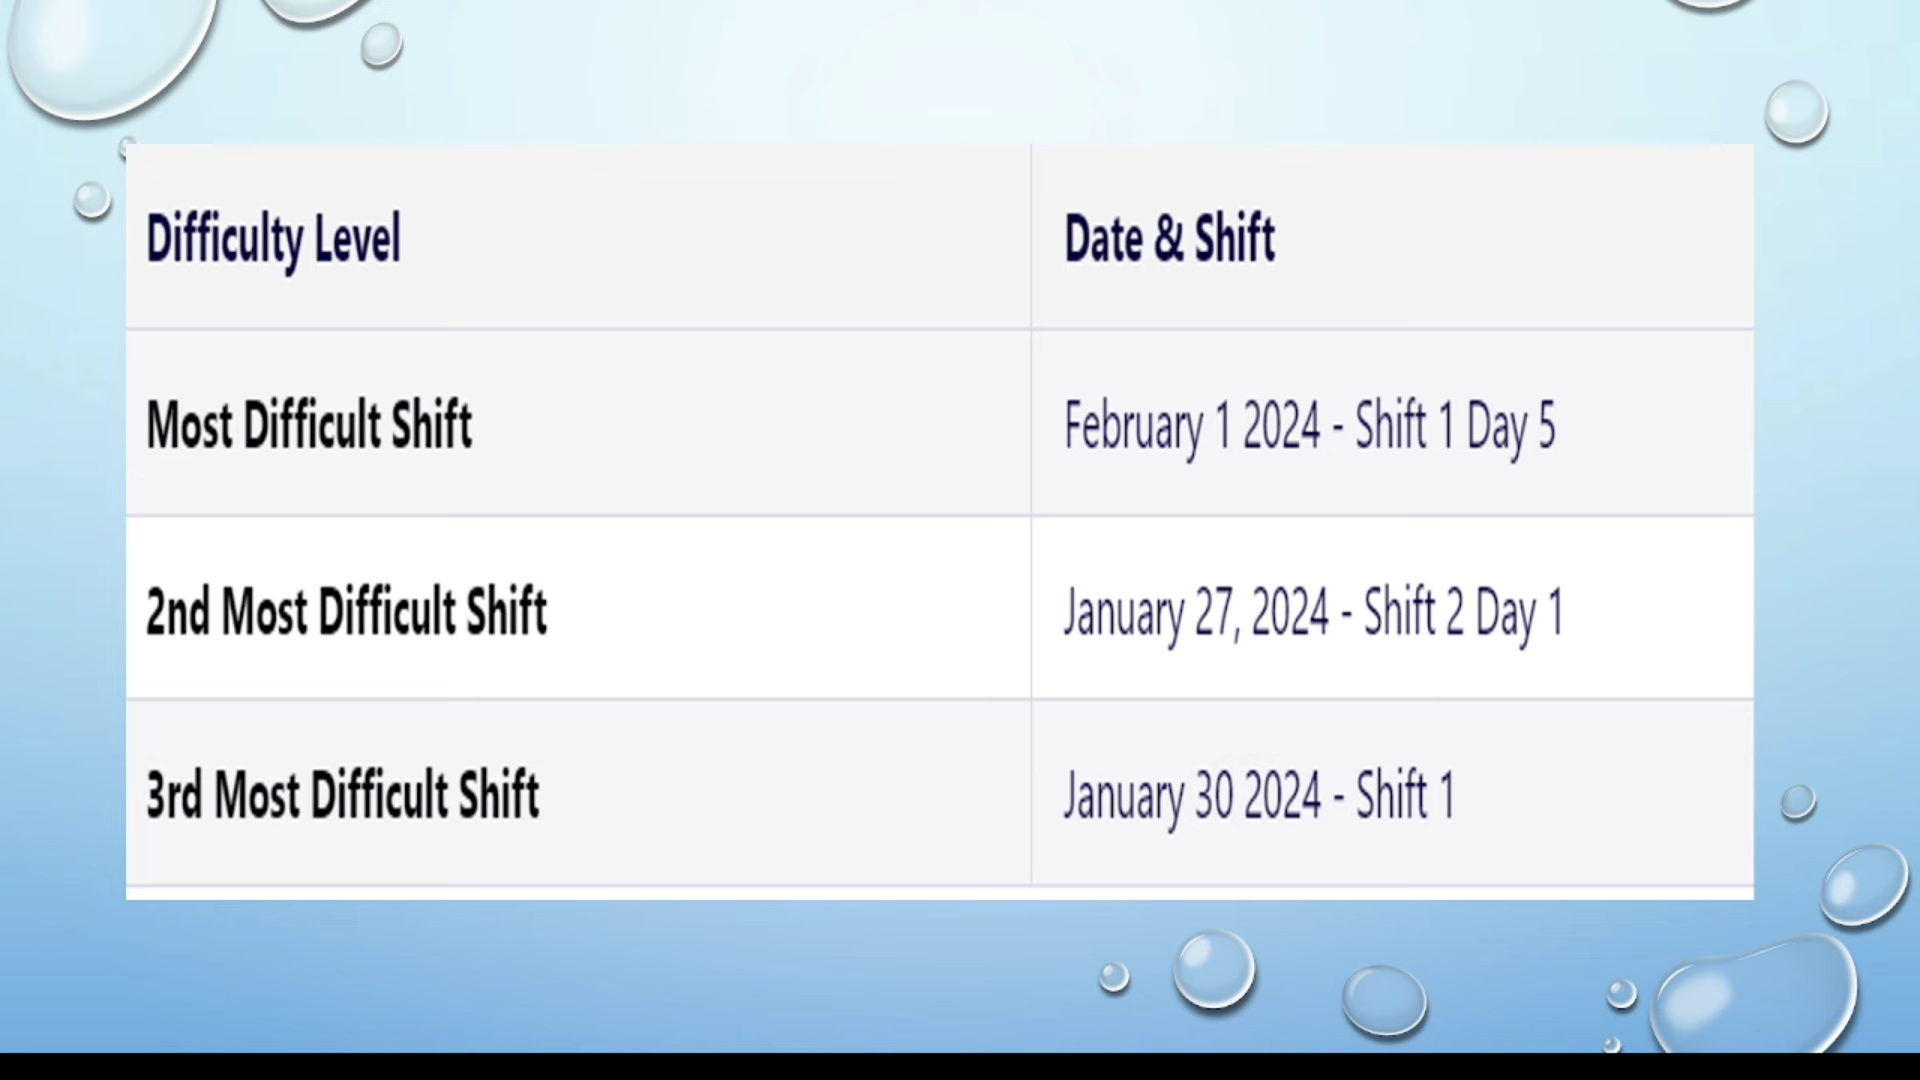 Difficulty Level
Date & Shift
Most Difficult Shift
February 1 2024 - Shift 1 Day 5
2nd Most Difficult Shift
January 27, 2024 - Shift 2 Day 1
3rd Most Difficult Shift
January 30 2024 - Shift 1